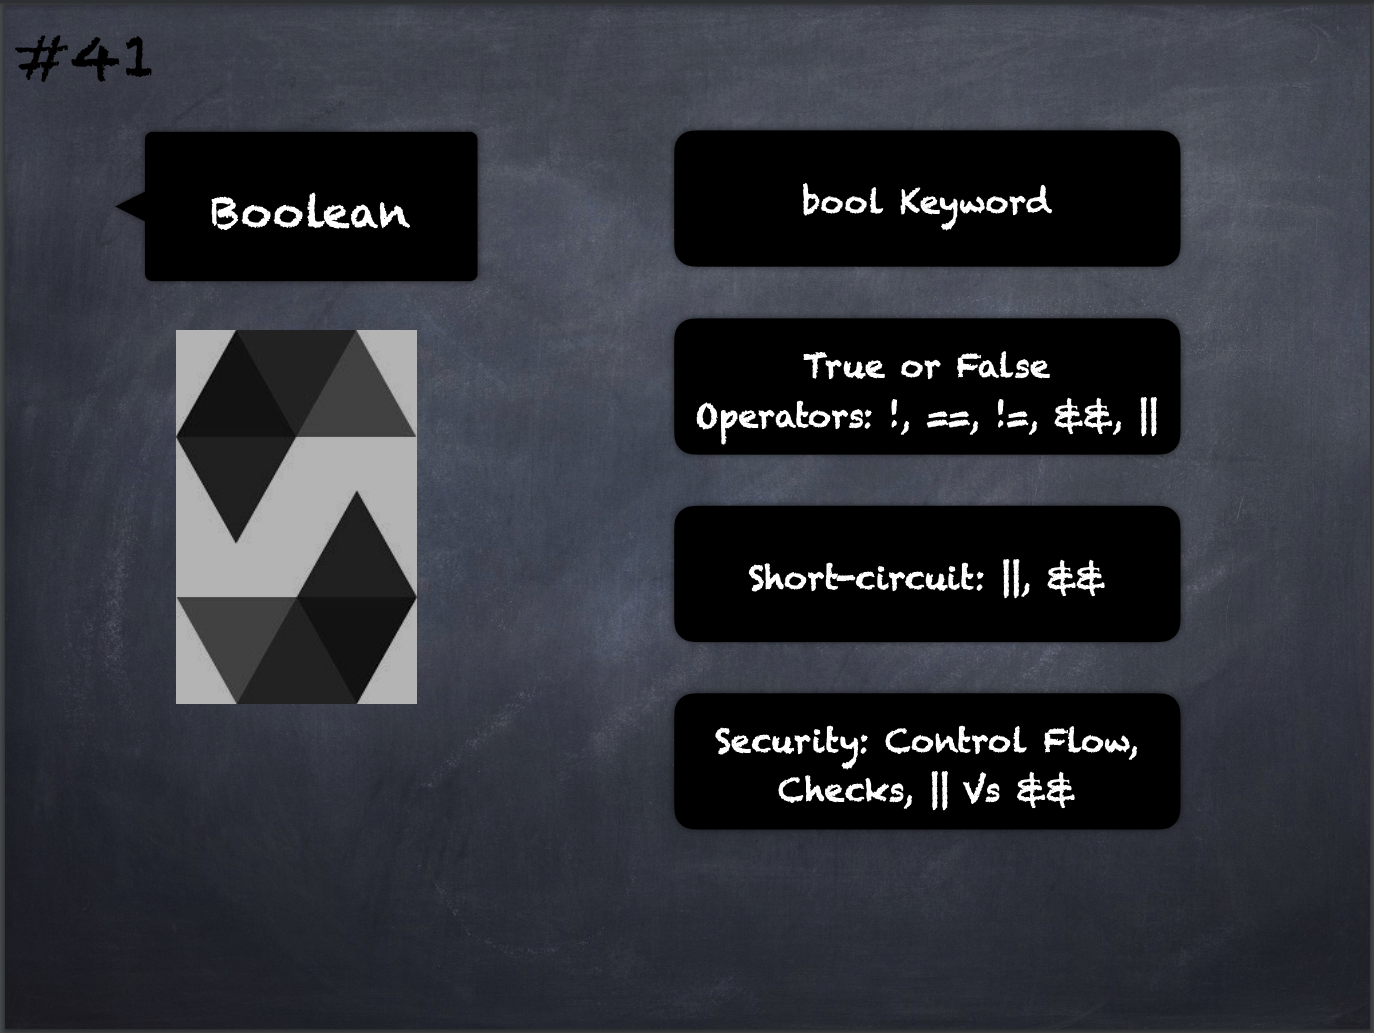 #41
Boolean
bool Keyword
True or False
Operators: !, ==, !=, &&, ||
Short-circuit: ||, &&
Security: Control Flow,
Checks, || Vs &&